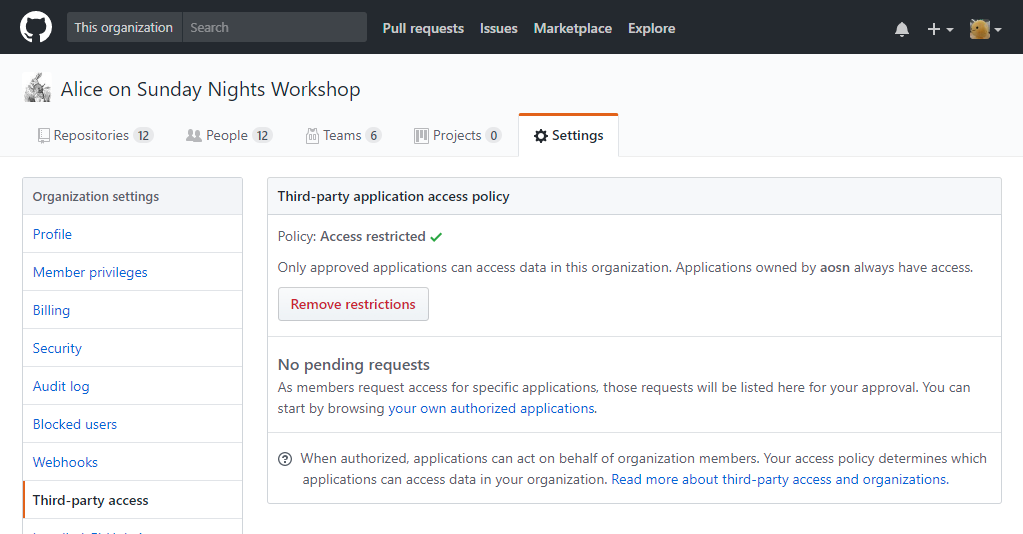 This organization Search Pull requests Issues Marketplace Explore
Alice on Sunday Nights Workshop
Repositories 12 People 12 Teams 6 Projects 0 Settings
Organization settings
Profile
Member privileges
Billing
Security
Audit log
Blocked users
Webhooks
Third-party access
Third-party application access policy
Policy: Access restricted
Only approved applications can access data in this organization. Applications owned by aosn always have access.
Remove restrictions
No pending requests
As members request access for specific applications, those requests will be listed here for your approval. You can
start by browsing your own authorized applications.
When authorized, applications can act on behalf of organization members. Your access policy determines which
applications can access data in your organization. Read more about third-party access and organizations.